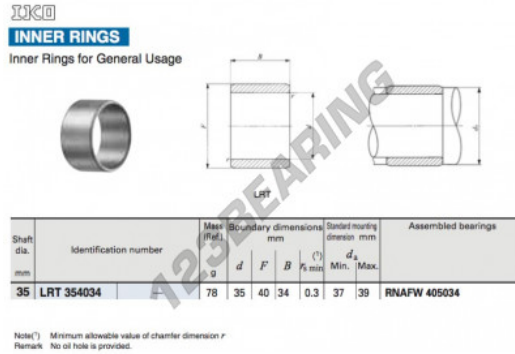 IKO
INNER RINGS
Inner Rings for General Usage
B
r
r
F
d
dₐ
LRT
123BEARING
Shaft dia. mm
Identification number
Mass (Ref.) g
Boundary dimensions mm
d F B (¹) rs min
Standard mounting dimension mm
da
Min. Max.
Assembled bearings
35 LRT 354034 — 78 35 40 34 0.3 37 39 RNAFW 405034
Note(¹) Minimum allowable value of chamfer dimension r
Remark No oil hole is provided.